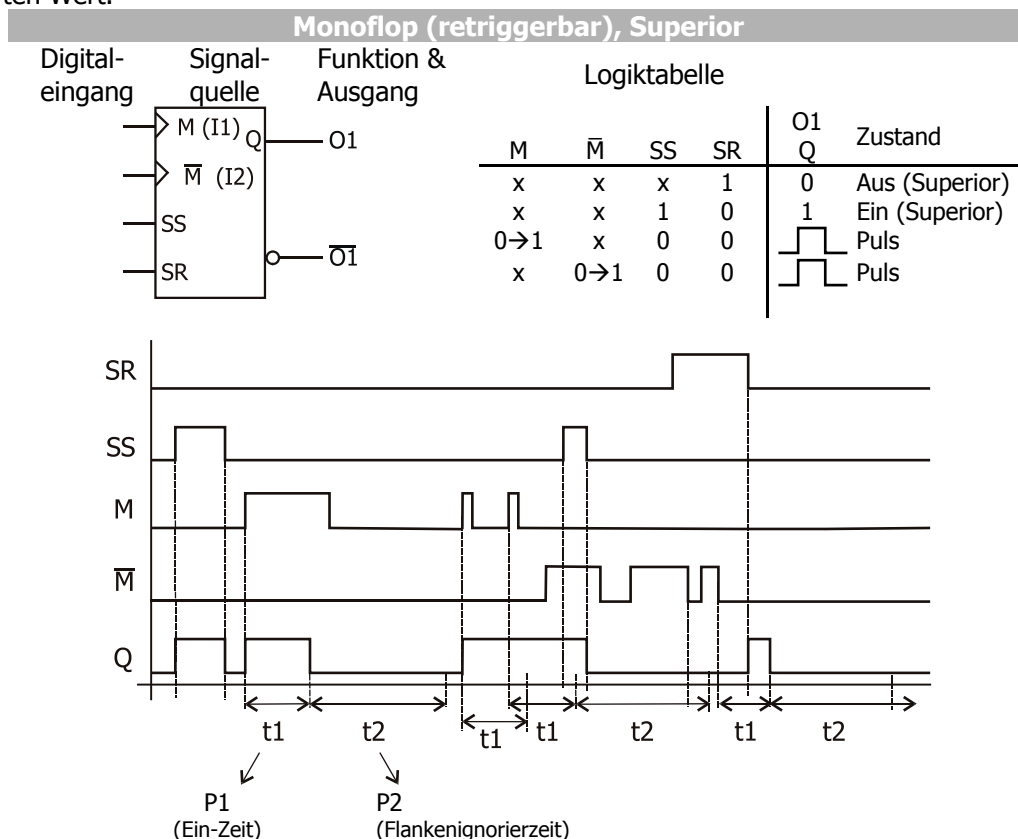 ten Wert.
Monoflop (retriggerbar), Superior
Digital-
eingang
Signal-
quelle
Funktion &
Ausgang
M (I1)
Q
O1
M̅ (I2)
SS
SR
O̅1̅
Logiktabelle
M M̅ SS SR O1 Q Zustand
x x x 1 0 Aus (Superior)
x x 1 0 1 Ein (Superior)
0→1 x 0 0 Puls
x 0→1 0 0 Puls
SR
SS
M
M̅
Q
t1 t2 t1 t1 t2 t1 t2
P1
(Ein-Zeit)
P2
(Flankenignorierzeit)